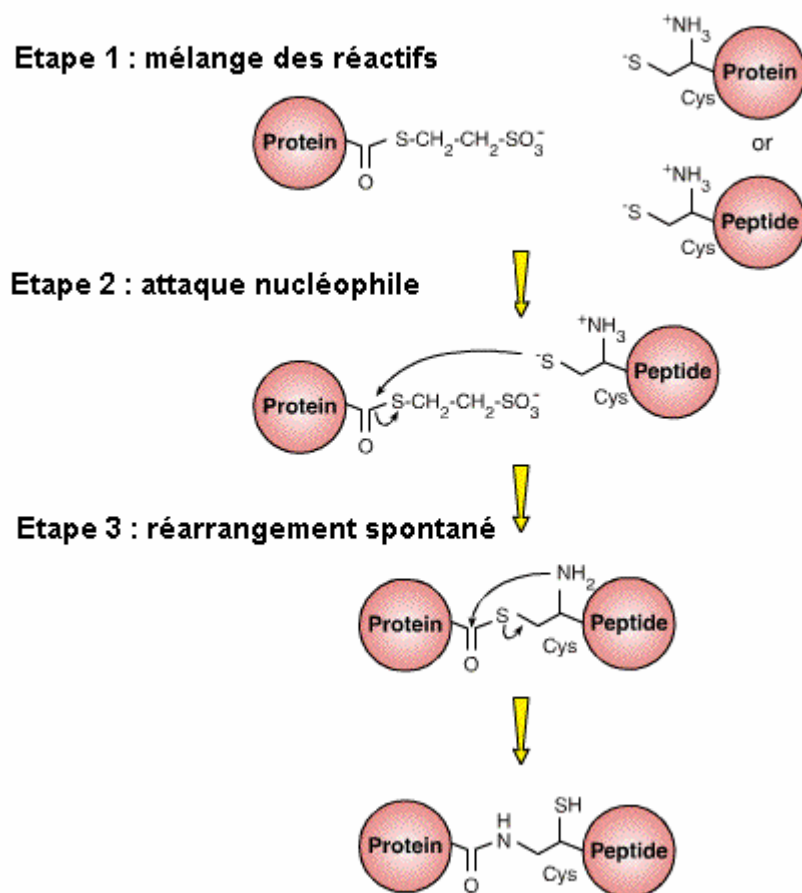 Etape 1 : mélange des réactifs
Protein
S-CH2-CH2-SO3-
O
+NH3
-S
Cys
Protein
or
+NH3
-S
Cys
Peptide
Etape 2 : attaque nucléophile
Protein
S-CH2-CH2-SO3-
O
+NH3
-S
Cys
Peptide
Etape 3 : réarrangement spontané
Protein
S
O
NH2
Cys
Peptide
Protein
O
H
N
SH
Cys
Peptide